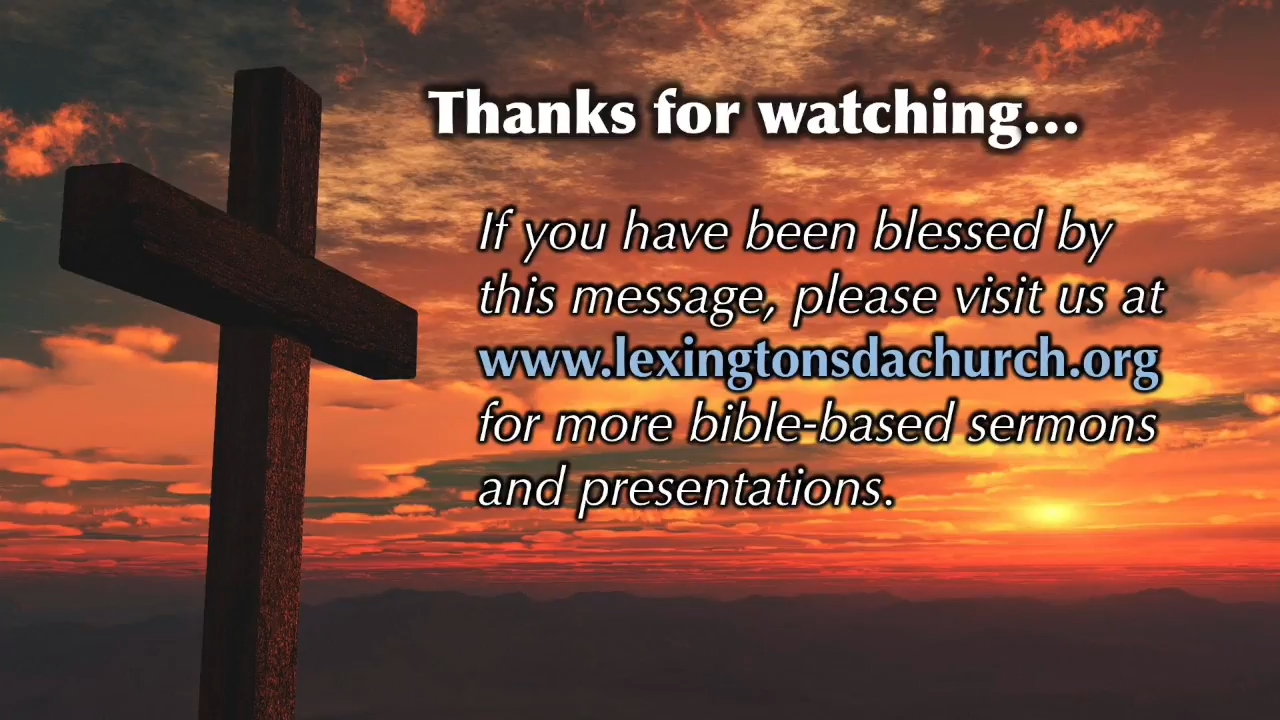 Thanks for watching...
If you have been blessed by
this message, please visit us at
www.lexingtonsdachurch.org
for more bible-based sermons
and presentations.